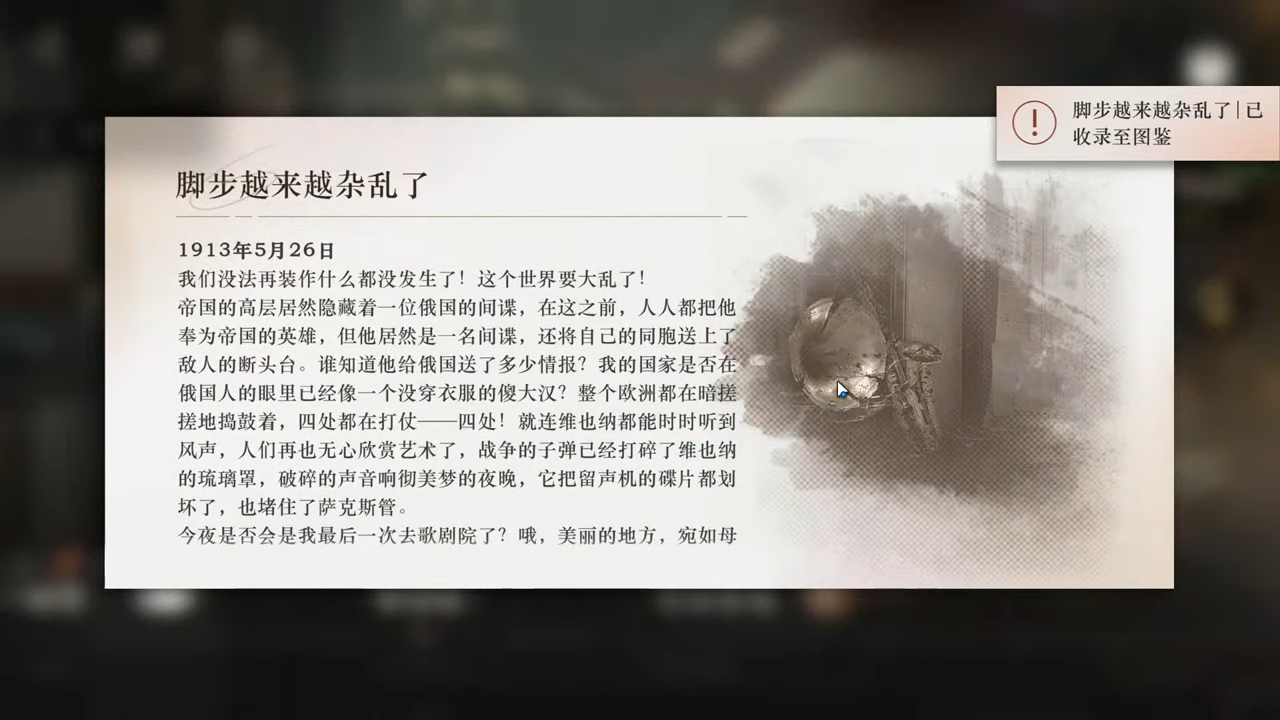 脚步越来越杂乱了|已
收录至图鉴
脚步越来越杂乱了
1913年5月26日
我们没法再装作什么都没发生了！这个世界要大乱了！
帝国的高层居然隐藏着一位俄国的间谍，在这之前，人人都把他
奉为帝国的英雄，但他居然是一名间谍，还将自己的同胞送上了
敌人的断头台。谁知道他给俄国送了多少情报？我的国家是否在
俄国人的眼里已经像一个没穿衣服的傻大汉？整个欧洲都在暗搓
搓地捣鼓着，四处都在打仗——四处！就连维也纳都能时时听到
风声，人们再也无心欣赏艺术了，战争的子弹已经打碎了维也纳
的琉璃罩，破碎的声音响彻美梦的夜晚，它把留声机的碟片都划
坏了，也堵住了萨克斯管。
今夜是否会是我最后一次去歌剧院了？哦，美丽的地方，宛如母